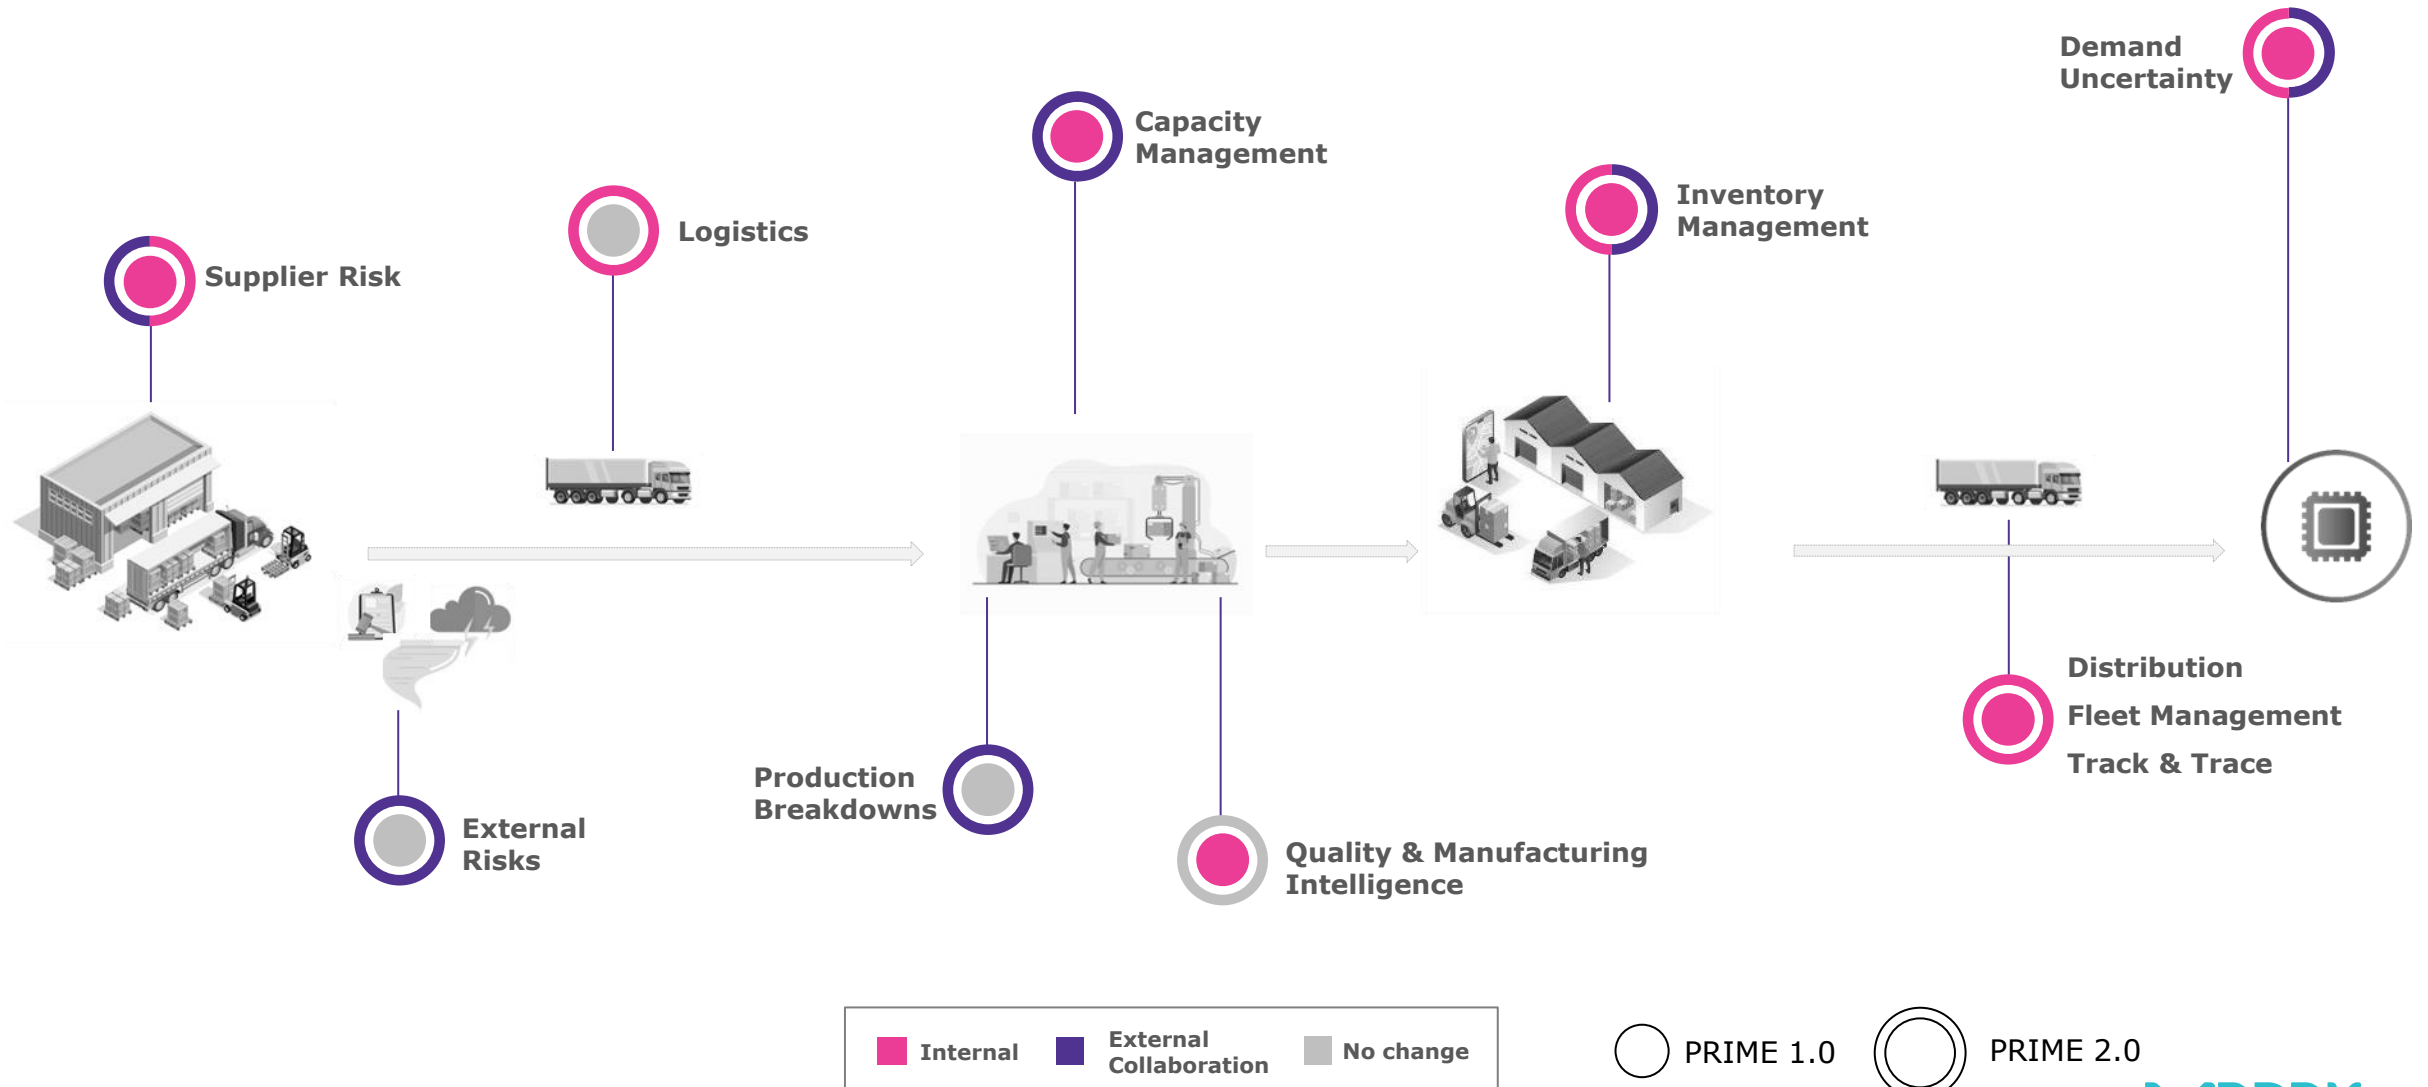 Demand
Uncertainty
Capacity
Management
Inventory
Management
Logistics
Supplier Risk
Distribution
Fleet Management
Track & Trace
Production
Breakdowns
External
Risks
Quality & Manufacturing
Intelligence
Internal
External
Collaboration
No change
PRIME 1.0
PRIME 2.0